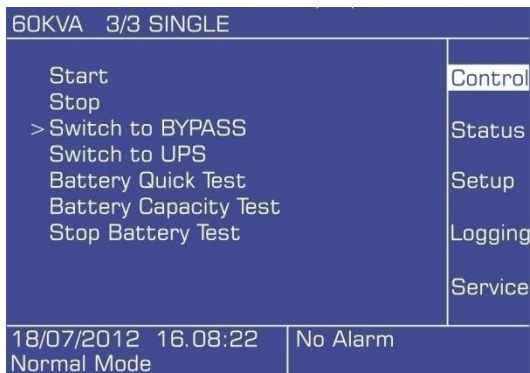 60KVA 3/3 SINGLE
Start
Stop
>Switch to BYPASS
Switch to UPS
Battery Quick Test
Battery Capacity Test
Stop Battery Test
Control
Status
Setup
Logging
Service
18/07/2012 16.08:22
Normal Mode
No Alarm